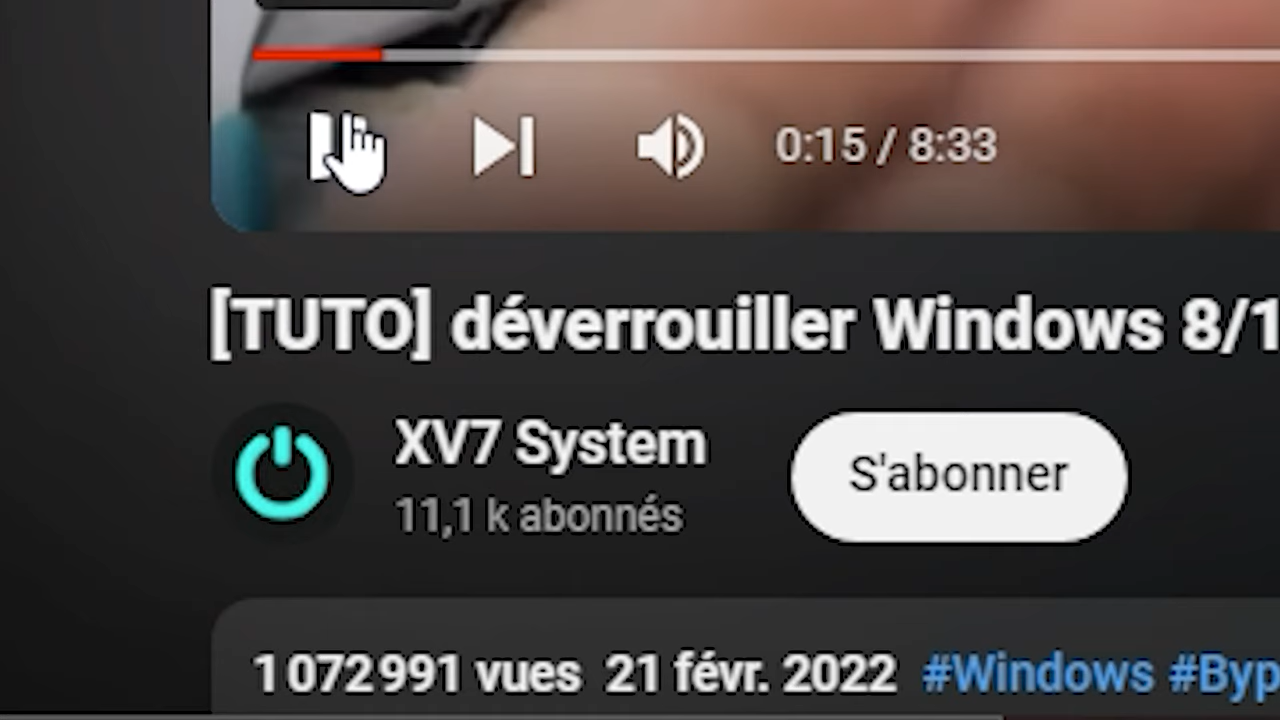 0:15 / 8:33
[TUTO] déverrouiller Windows 8/1
XV7 System
11,1 k abonnés
S'abonner
1 072 991 vues 21 févr. 2022 #Windows #Byp